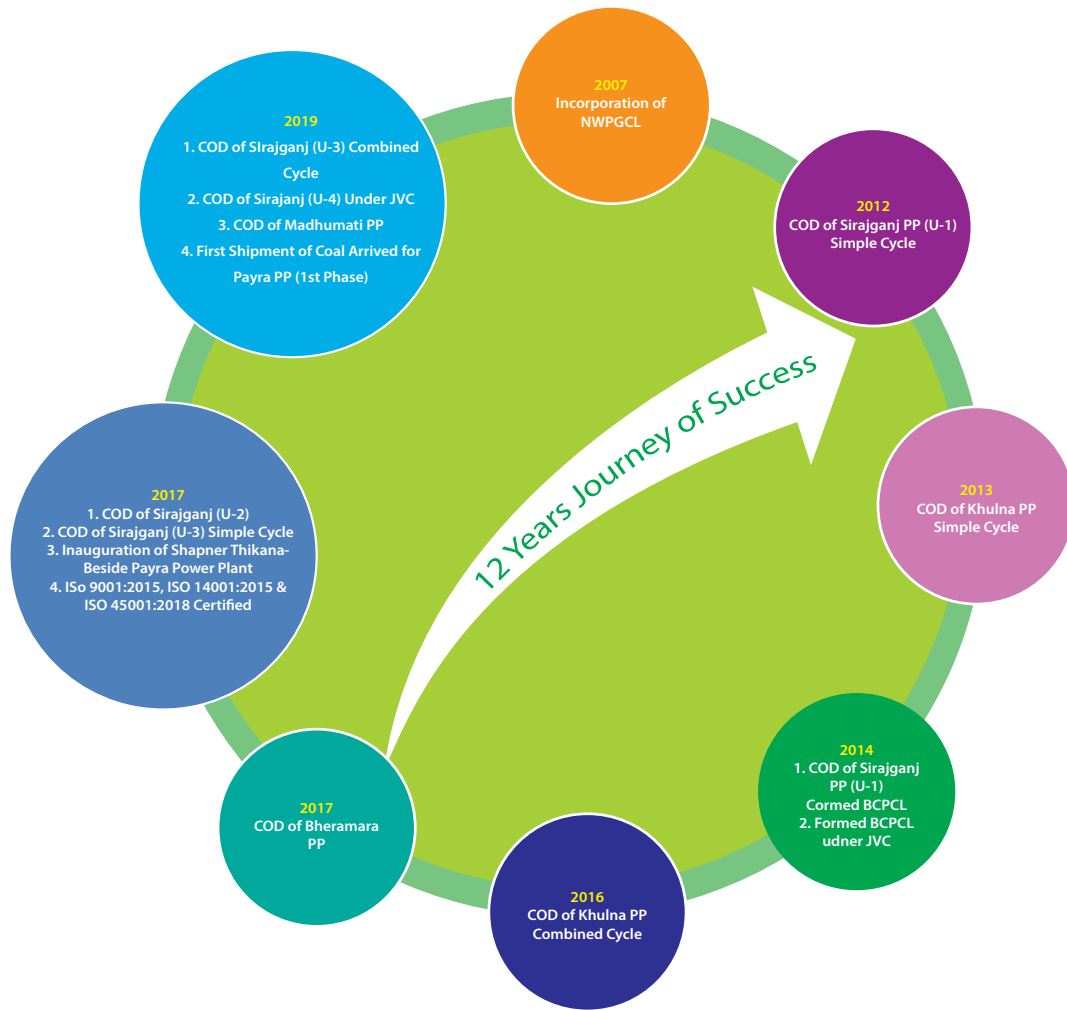 2007
Incorporation of
NWPGCL
2012
COD of Sirajganj PP (U-1)
Simple Cycle
2013
COD of Khulna PP
Simple Cycle
2014
1. COD of Sirajganj
PP (U-1)
Cormed BCPCL
2. Formed BCPCL
udner JVC
2016
COD of Khulna PP
Combined Cycle
2017
COD of Bheramara
PP
2017
1. COD of Sirajganj (U-2)
2. COD of Sirajganj (U-3) Simple Cycle
3. Inauguration of Shapner Thikana-
Beside Payra Power Plant
4. ISo 9001:2015, ISO 14001:2015 &
ISO 45001:2018 Certified
2019
1. COD of SIrajganj (U-3) Combined
Cycle
2. COD of Sirajanj (U-4) Under JVC
3. COD of Madhumati PP
4. First Shipment of Coal Arrived for
Payra PP (1st Phase)
12 Years Journey of Success